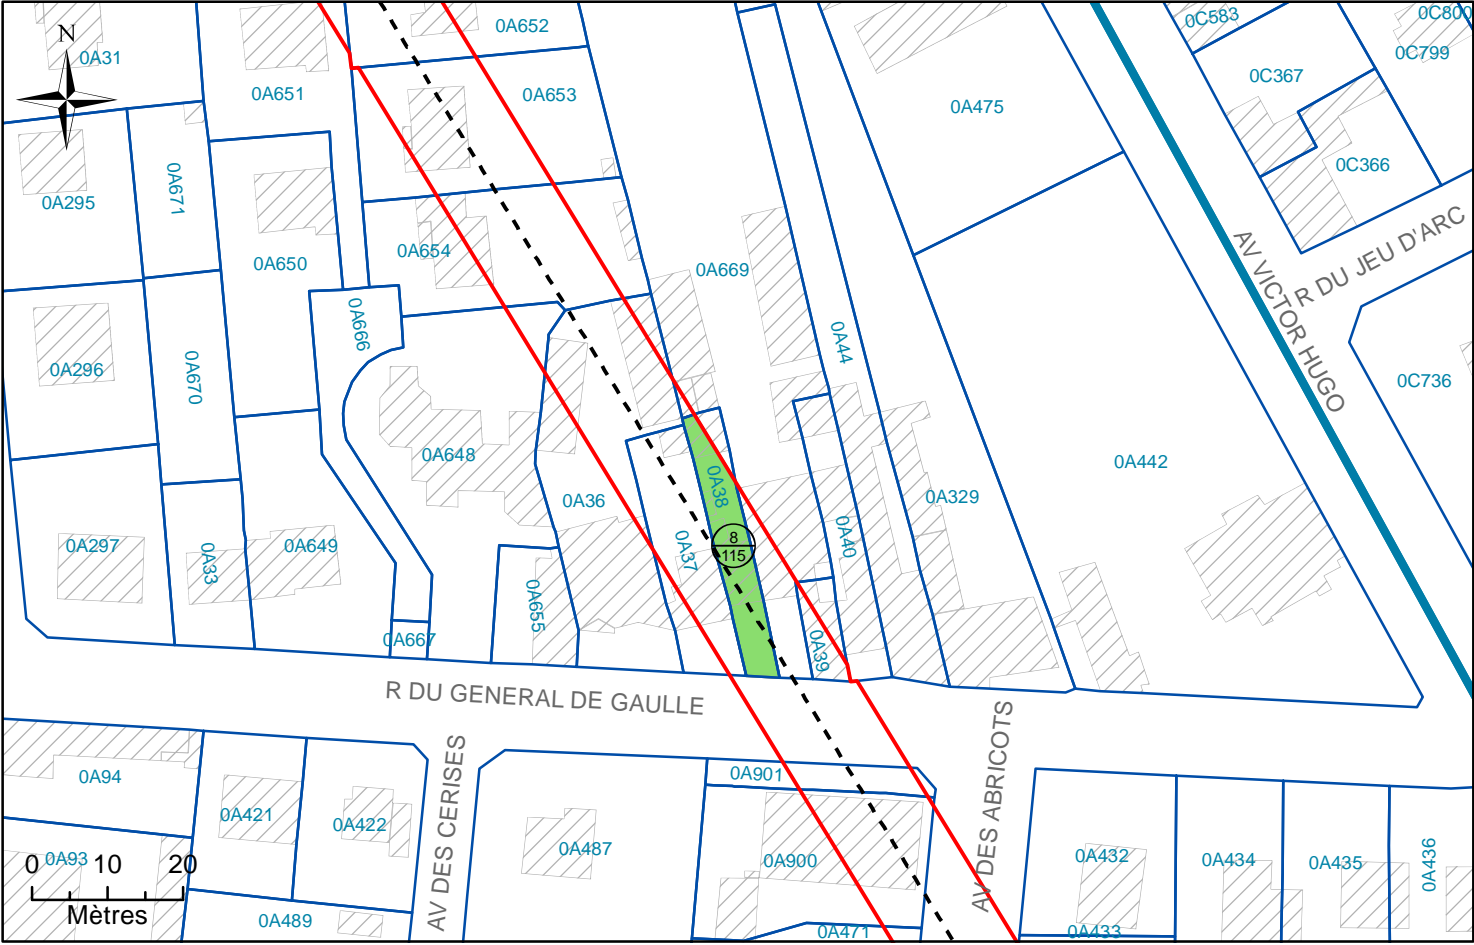 0A652
0C583
0C800
N
0A31
0C799
0C367
0A651
0A653
0A475
0C366
0A671
0A295
R DU JEU D'ARC
0A654
0A650
0A669
AV VICTOR HUGO
0A666
0A44
0A296
0A670
0C736
0A648
0A442
0A38
0A36
0A329
0A297
0A33
0A649
0A37
8
115
0A40
0A655
0A667
0A39
R DU GENERAL DE GAULLE
AV DES CERISES
AV DES ABRICOTS
0A94
0A901
0A421
0A422
0A487
0A900
0A432
0A434
0A435
0A436
0A93
0 10 20
Mètres
0A489
0A471
0A433